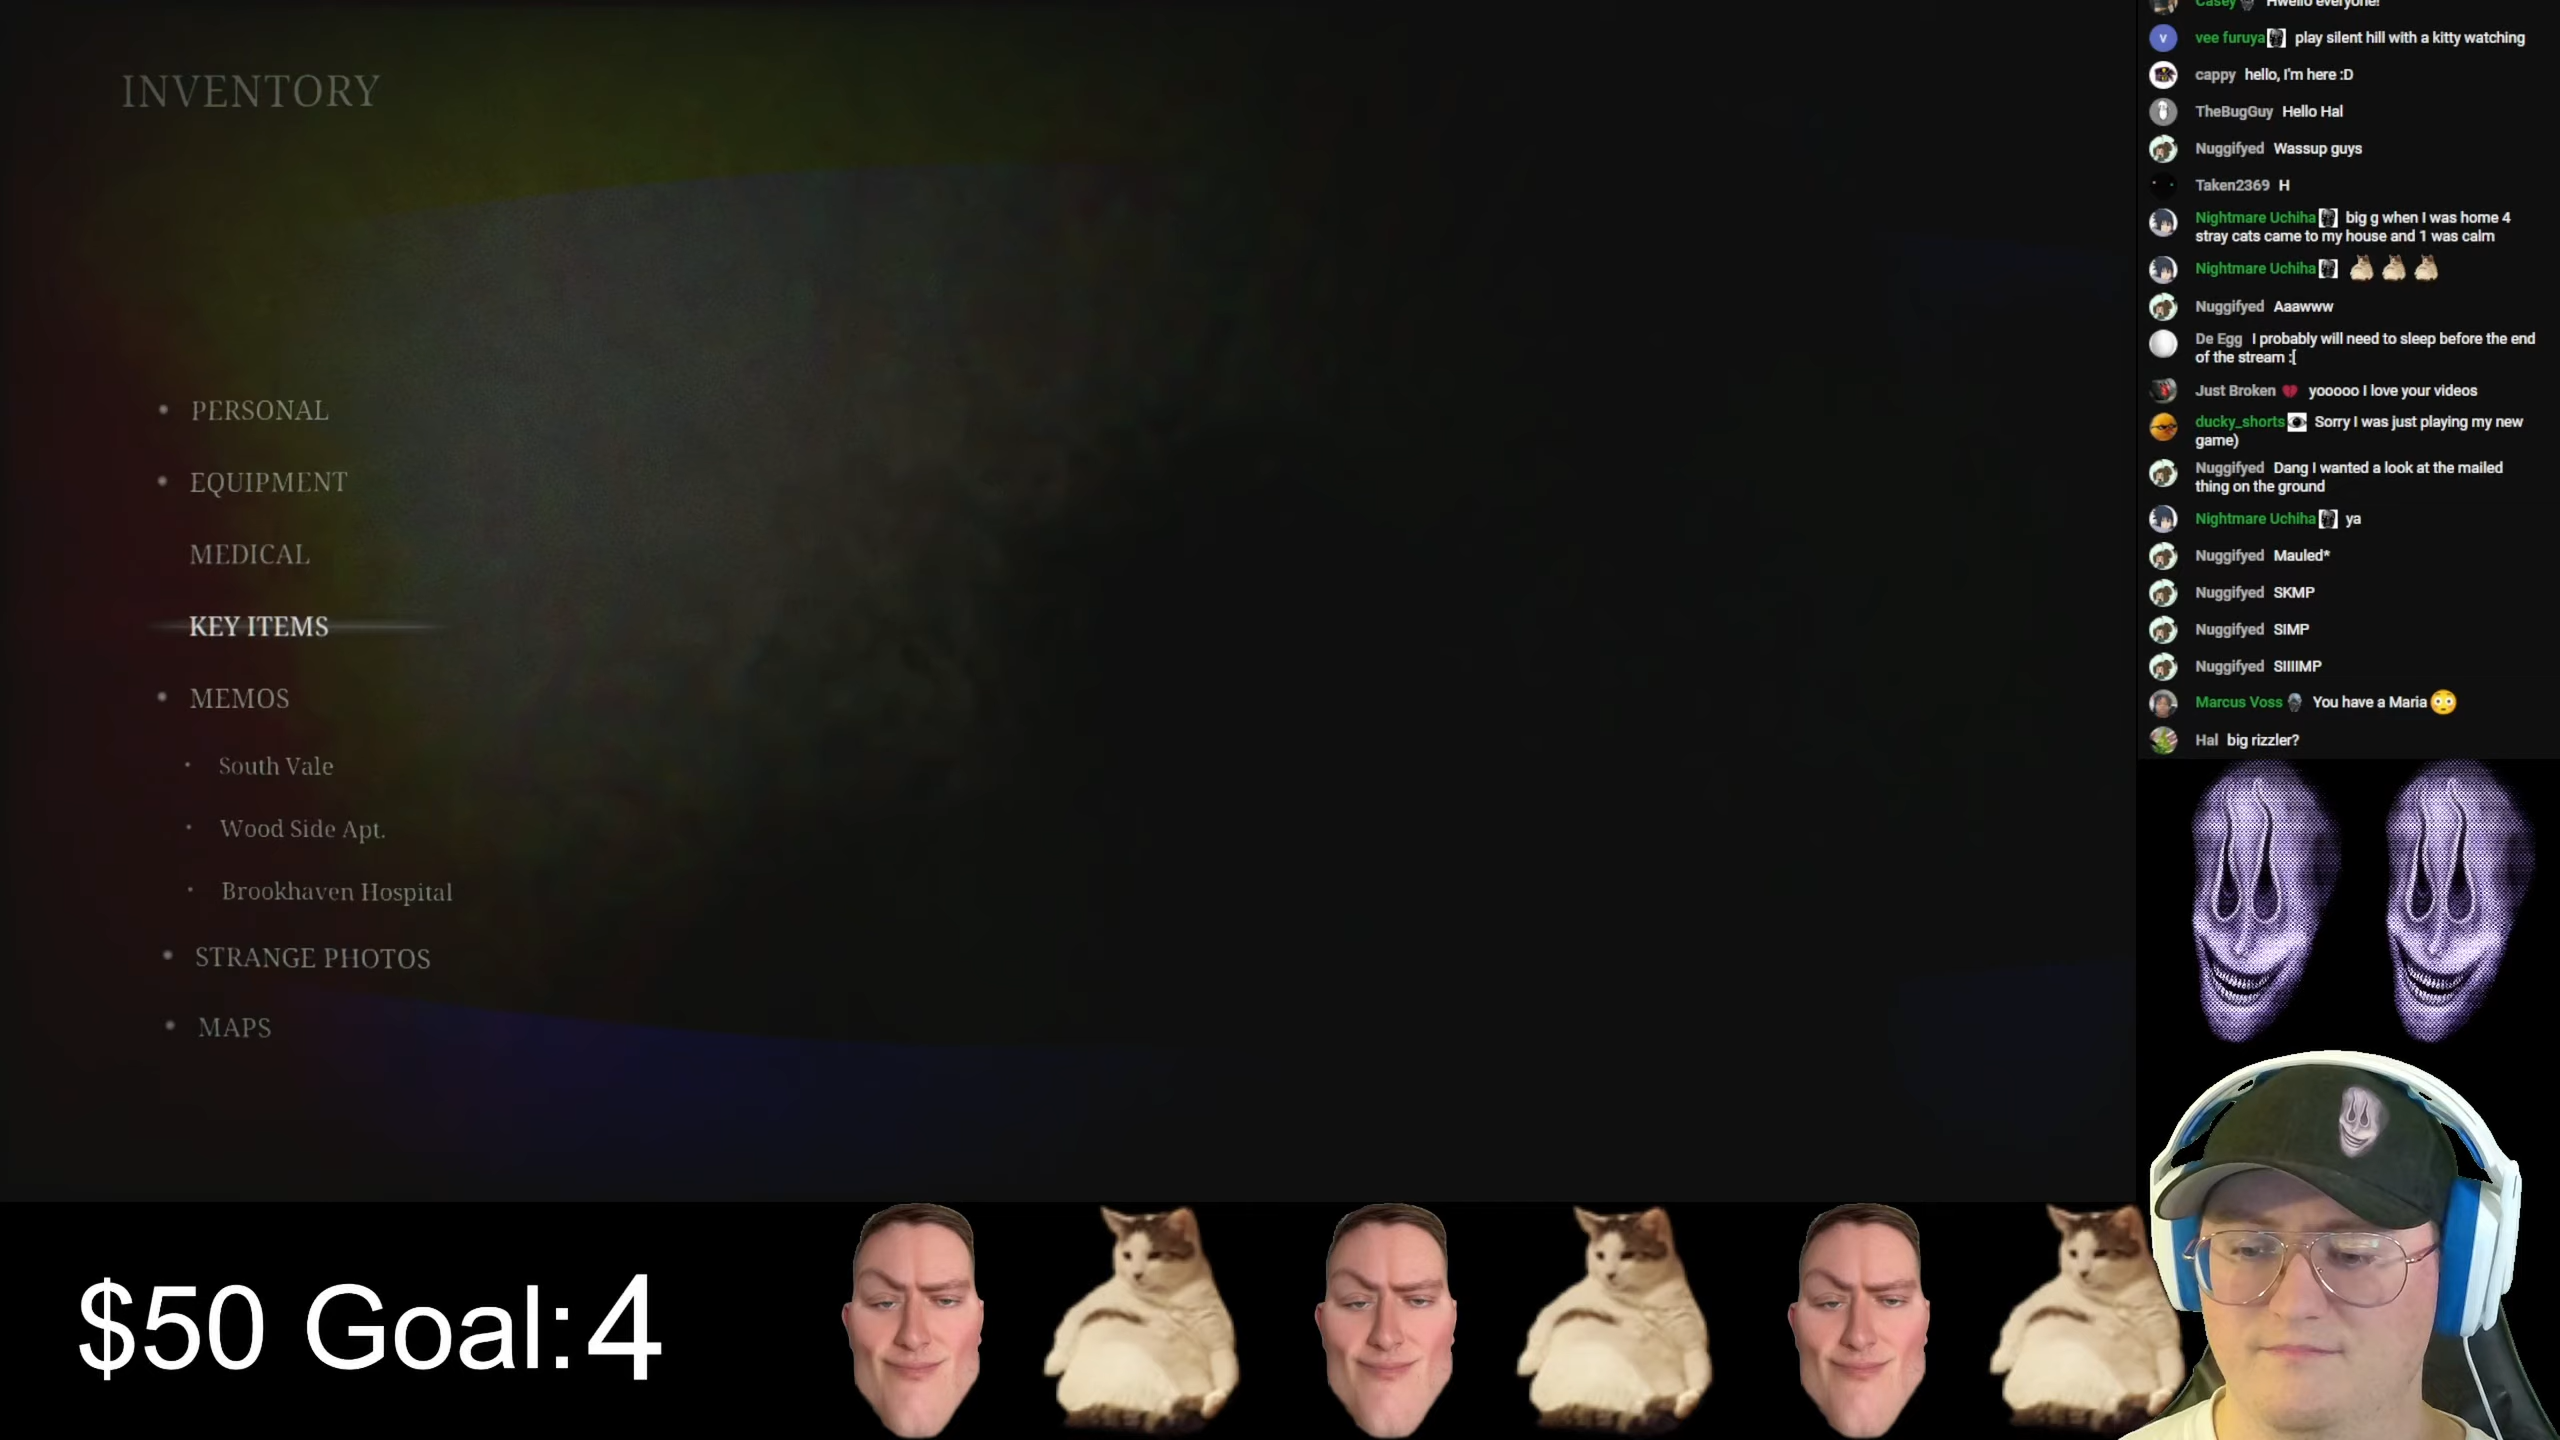 INVENTORY
PERSONAL
EQUIPMENT
MEDICAL
KEY ITEMS
MEMOS
South Vale
Wood Side Apt.
Brookhaven Hospital
STRANGE PHOTOS
MAPS
$50 Goal: 4
Casey Hwello everyone!
vee furuya play silent hill with a kitty watching
cappy hello, I'm here :D
TheBugGuy Hello Hal
Nuggifyed Wassup guys
Taken2369 H
Nightmare Uchiha big g when I was home 4
stray cats came to my house and 1 was calm
Nightmare Uchiha
Nuggifyed Aaawww
De Egg I probably will need to sleep before the end
of the stream :[
Just Broken 💔 yooooo I love your videos
ducky_shorts Sorry I was just playing my new
game)
Nuggifyed Dang I wanted a look at the mailed
thing on the ground
Nightmare Uchiha ya
Nuggifyed Mauled*
Nuggifyed SKMP
Nuggifyed SIMP
Nuggifyed SIIIIMP
Marcus Voss You have a Maria 😳
Hal big rizzler?
V